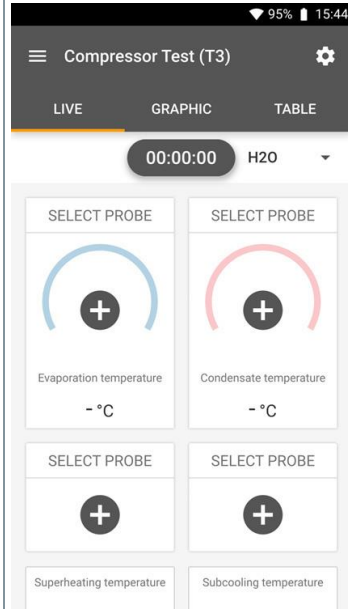 95% 15:44
Compressor Test (T3)
LIVE GRAPHIC TABLE
00:00:00 H2O
SELECT PROBE SELECT PROBE
Evaporation temperature Condensate temperature
- °C - °C
SELECT PROBE SELECT PROBE
Superheating temperature Subcooling temperature